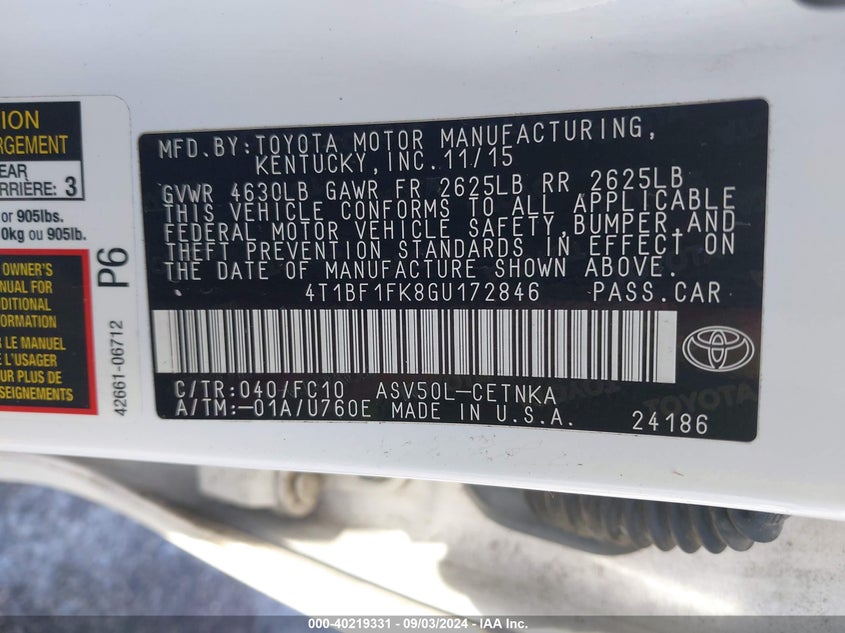 TION
RGEMENT
EAR
RRIÈRE: 3
or 905lbs.
0kg ou 905lb.
OWNER'S
UAL FOR
DITIONAL
ORMATION
R LE MANUEL
E L'USAGER
UR PLUS DE
SEIGNEMENTS
P6
42661-06712
MFD.BY:TOYOTA MOTOR MANUFACTURING,
KENTUCKY,INC.11/15
GVWR 4630LB GAWR FR 2625LB RR 2625LB
THIS VEHICLE CONFORMS TO ALL APPLICABLE
FEDERAL MOTOR VEHICLE SAFETY,BUMPER,AND
THEFT PREVENTION STANDARDS IN EFFECT ON
THE DATE OF MANUFACTURE SHOWN ABOVE.
4T1BF1FK8GU172846 PASS.CAR
C/TR:040/FC10 ASV50L-CETNKA
A/TM:-01A/U760E MADE IN U.S.A.
24186
000-40219331 - 09/03/2024 - IAA Inc.